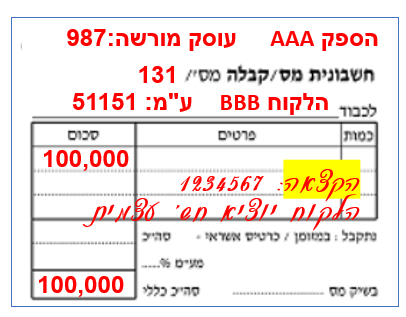 הספק AAA עוסק מורשה:987
חשבונית מס/קבלה מס'/ 131
לכבוד הלקוח BBB ע"מ: 51151
כמות פרטים סכום
100,000
הקצאה: 1234567
הלקוח יוציא חש' עצמית
נתקבל : במזומן / כרטיס אשראי - סה"כ
מע"מ %.....
בשיק מס ........................ סה"כ כללי 100,000